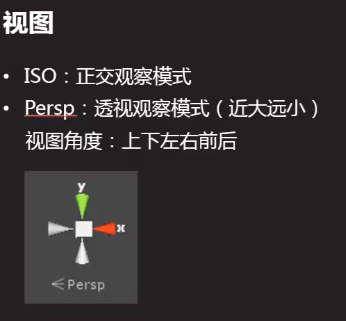 视图
• ISO：正交观察模式
• Persp：透视观察模式（近大远小）
视图角度：上下左右前后
y
x
Persp